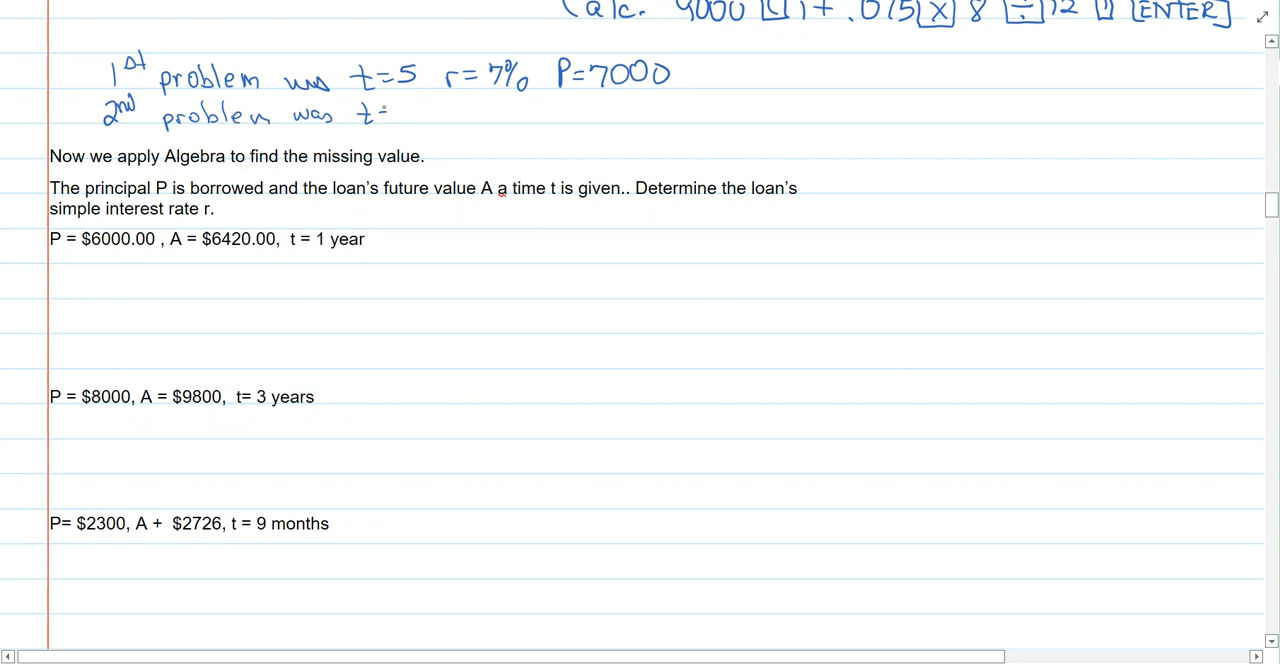 Calc. 9000 [(] 1 + .075 [×] 8 [÷] 12 [)] [ENTER]
1st problem was t=5 r=7% P=7000
2nd problem was t=
Now we apply Algebra to find the missing value.
The principal P is borrowed and the loan's future value A a time t is given.. Determine the loan's
simple interest rate r.
P = $6000.00 , A = $6420.00, t = 1 year
P = $8000, A = $9800, t= 3 years
P= $2300, A + $2726, t = 9 months